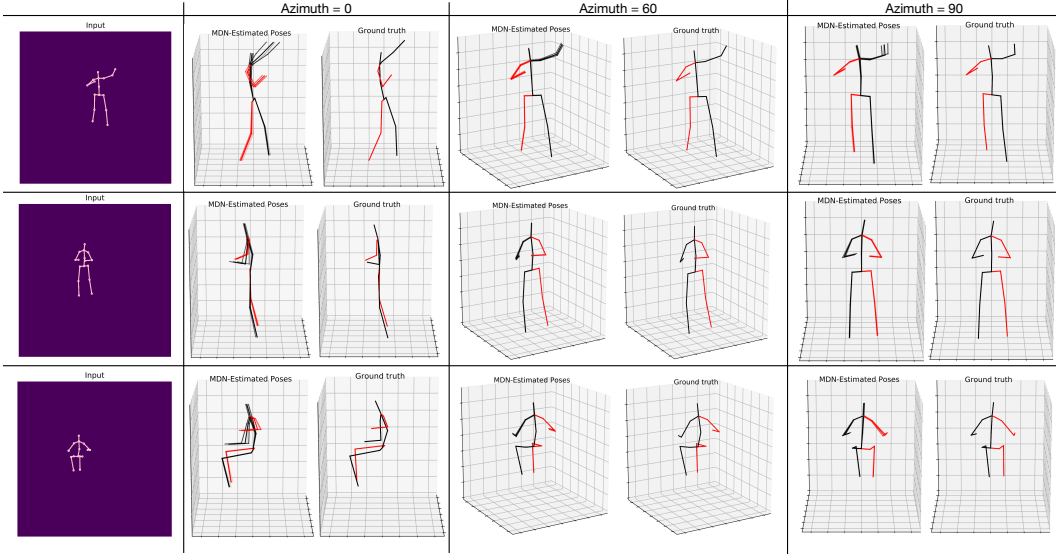 Azimuth = 0
Azimuth = 60
Azimuth = 90
Input
MDN-Estimated Poses
Ground truth
MDN-Estimated Poses
Ground truth
MDN-Estimated Poses
Ground truth
Input
MDN-Estimated Poses
Ground truth
MDN-Estimated Poses
Ground truth
MDN-Estimated Poses
Ground truth
Input
MDN-Estimated Poses
Ground truth
MDN-Estimated Poses
Ground truth
MDN-Estimated Poses
Ground truth